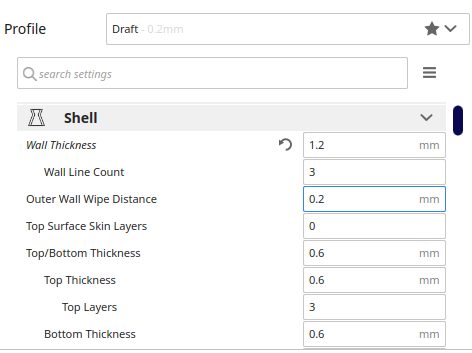 Profile
Draft - 0.2mm
search settings
Shell
Wall Thickness 1.2 mm
Wall Line Count 3
Outer Wall Wipe Distance 0.2 mm
Top Surface Skin Layers 0
Top/Bottom Thickness 0.6 mm
Top Thickness 0.6 mm
Top Layers 3
Bottom Thickness 0.6 mm